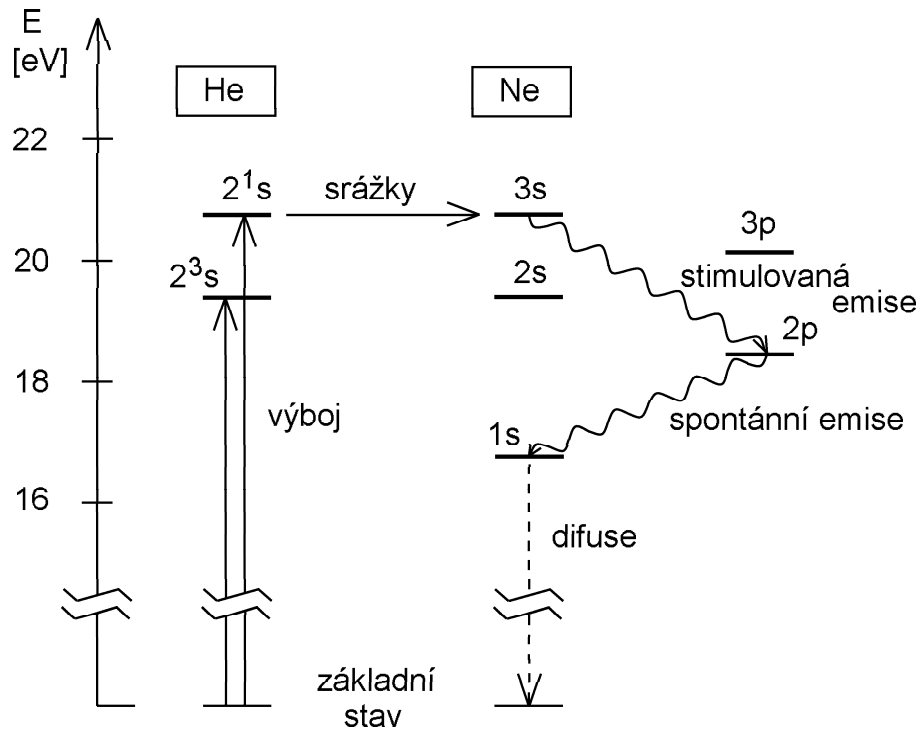 E
[eV]
He
Ne
22
2¹s
srážky
3s
3p
20
2³s
2s
stimulovaná
emise
2p
18
výboj
1s
spontánní emise
16
difuse
základní
stav